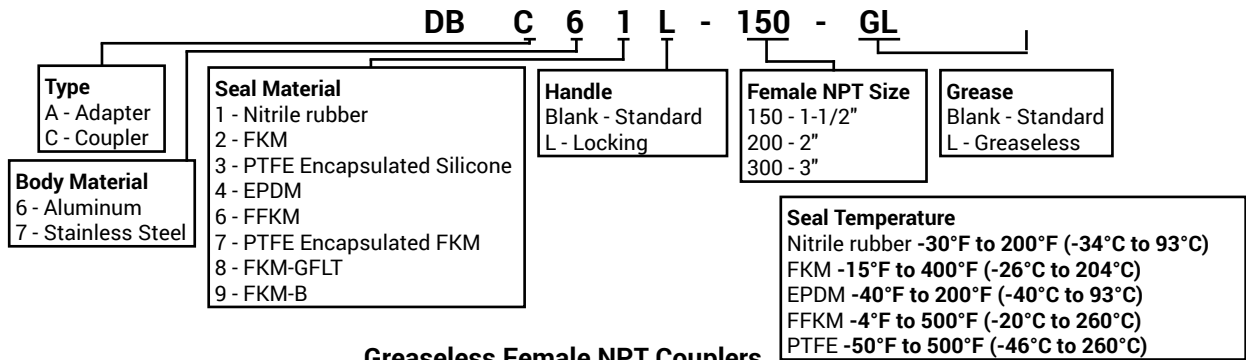 DB C 6 1 L - 150 - GL
Type
A - Adapter
C - Coupler
Body Material
6 - Aluminum
7 - Stainless Steel
Seal Material
1 - Nitrile rubber
2 - FKM
3 - PTFE Encapsulated Silicone
4 - EPDM
6 - FFKM
7 - PTFE Encapsulated FKM
8 - FKM-GFLT
9 - FKM-B
Handle
Blank - Standard
L - Locking
Female NPT Size
150 - 1-1/2"
200 - 2"
300 - 3"
Grease
Blank - Standard
L - Greaseless
Seal Temperature
Nitrile rubber -30°F to 200°F (-34°C to 93°C)
FKM -15°F to 400°F (-26°C to 204°C)
EPDM -40°F to 200°F (-40°C to 93°C)
FFKM -4°F to 500°F (-20°C to 260°C)
PTFE -50°F to 500°F (-46°C to 260°C)
Greaseless Female NPT Couplers